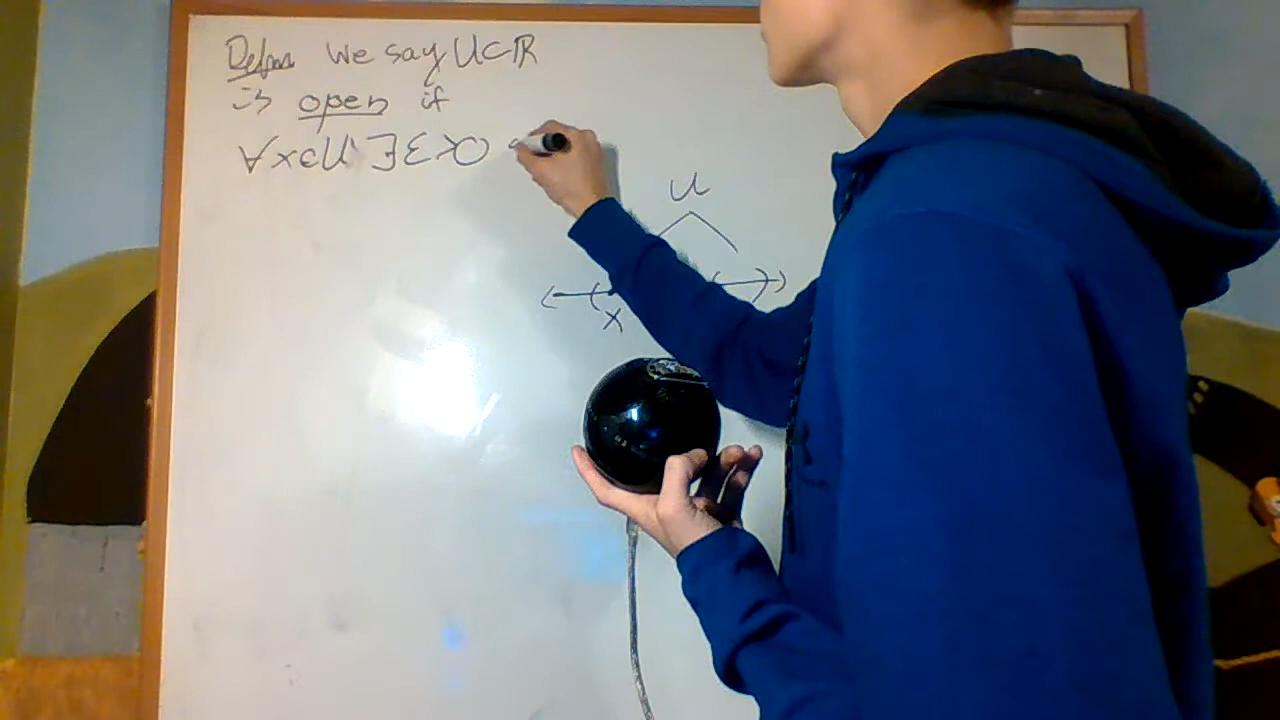 Defn We say U⊂ℝ
is open if
∀x∈U ∃ε>0
U
x